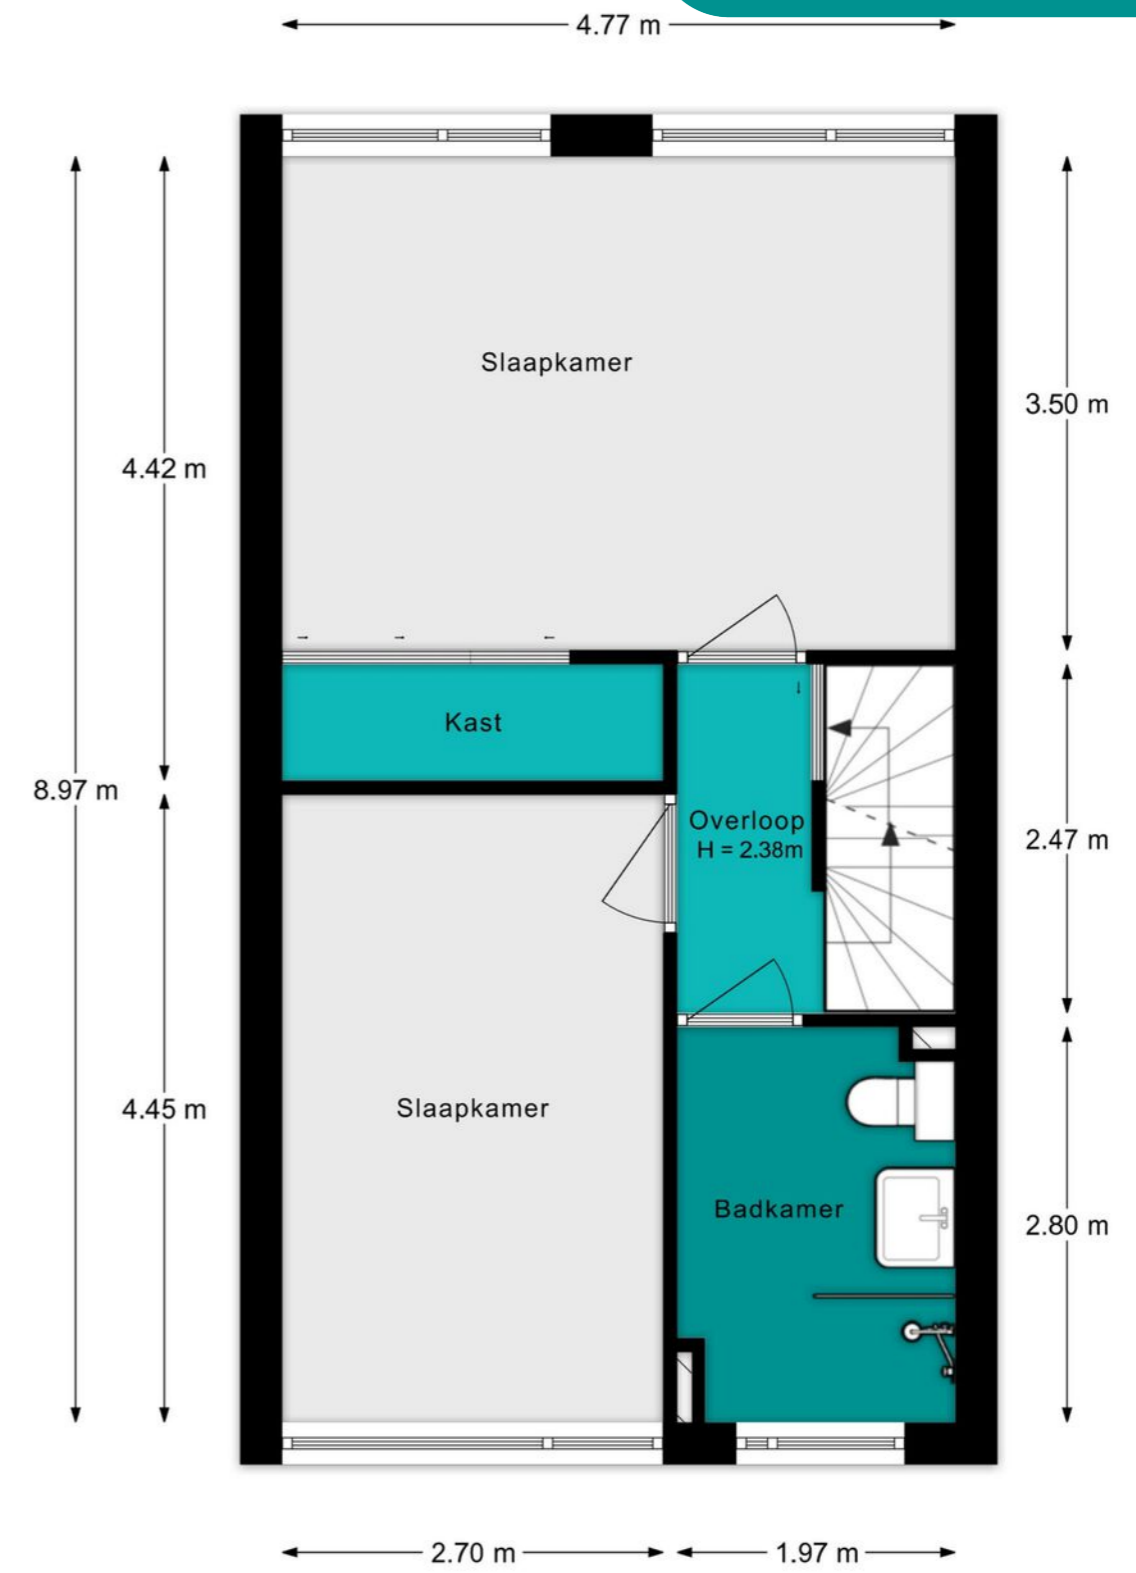 4.77 m
Slaapkamer
3.50 m
4.42 m
Kast
8.97 m
Overloop
H = 2.38m
2.47 m
4.45 m
Slaapkamer
Badkamer
2.80 m
2.70 m
1.97 m